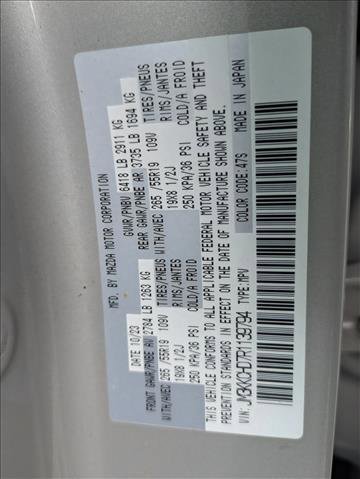 MFD. BY MAZDA MOTOR CORPORATION
GVWR/PNBV 6418 LB 2911 KG
DATE 10/23
FRONT GAWR/PNBE AV 2784 LB 1263 KG
REAR GAWR/PNBE AR 3735 LB 1694 KG
WITH/AVEC 265 /55R19 109V TIRES/PNEUS
WITH/AVEC 265 /55R19 109V TIRES/PNEUS
19X8 1/2J RIMS/JANTES
19X8 1/2J RIMS/JANTES
250 KPA/36 PSI COLD/A FROID
250 KPA/36 PSI COLD/A FROID
THIS VEHICLE CONFORMS TO ALL APPLICABLE FEDERAL MOTOR VEHICLE SAFETY AND THEFT
PREVENTION STANDARDS IN EFFECT ON THE DATE OF MANUFACTURE SHOWN ABOVE.
VIN: JM3KKCHD7R1139794 COLOR CODE: 47S
TYPE:MPV MADE IN JAPAN